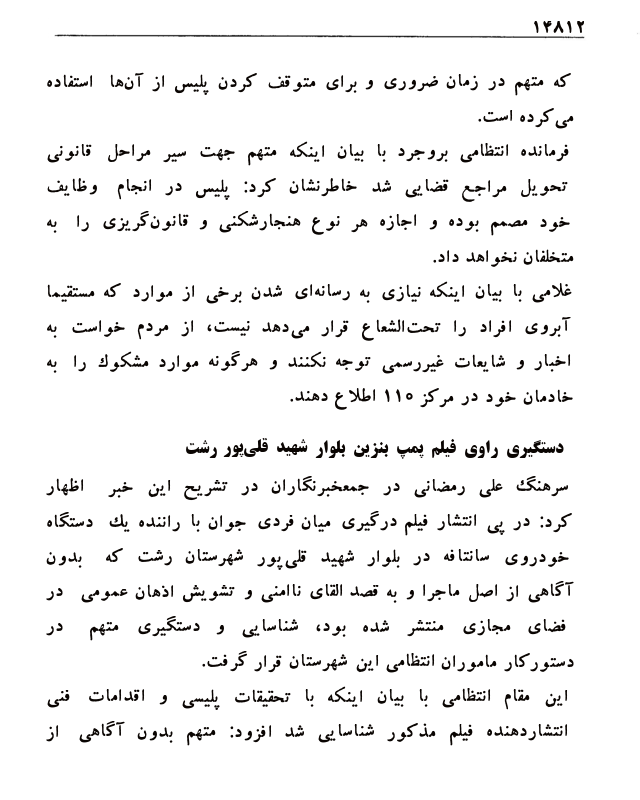 ۱۴۸۱۲
که متهم در زمان ضروری و برای متوقف کردن پلیس از آن‌ها استفاده
می‌کرده است.
فرمانده انتظامی بروجرد با بیان اینکه متهم جهت سیر مراحل قانونی
تحویل مراجع قضایی شد خاطرنشان کرد: پلیس در انجام وظایف
خود مصمم بوده و اجازه هر نوع هنجارشکنی و قانون‌گریزی را به
متخلفان نخواهد داد.
غلامی با بیان اینکه نیازی به رسانه‌ای شدن برخی از موارد که مستقیما
آبروی افراد را تحت‌الشعاع قرار می‌دهد نیست، از مردم خواست به
اخبار و شایعات غیررسمی توجه نکنند و هرگونه موارد مشکوك را به
خادمان خود در مرکز ۱۱۰ اطلاع دهند.
دستگیری راوی فیلم پمپ بنزین بلوار شهید قلی‌پور رشت
سرهنگ علی رمضانی در جمعخبرنگاران در تشریح این خبر اظهار
کرد: در پی انتشار فیلم درگیری میان فردی جوان با راننده یك دستگاه
خودروی سانتافه در بلوار شهید قلی‌پور شهرستان رشت که بدون
آگاهی از اصل ماجرا و به قصد القای ناامنی و تشویش اذهان عمومی در
فضای مجازی منتشر شده بود، شناسایی و دستگیری متهم در
دستورکار ماموران انتظامی این شهرستان قرار گرفت.
این مقام انتظامی با بیان اینکه با تحقیقات پلیسی و اقدامات فنی
انتشاردهنده فیلم مذکور شناسایی شد افزود: متهم بدون آگاهی از